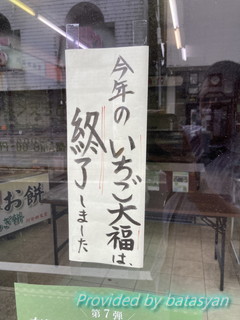 今年の
いちご大福は、
終了しました
お餅
第7弾
Provided by batasyan